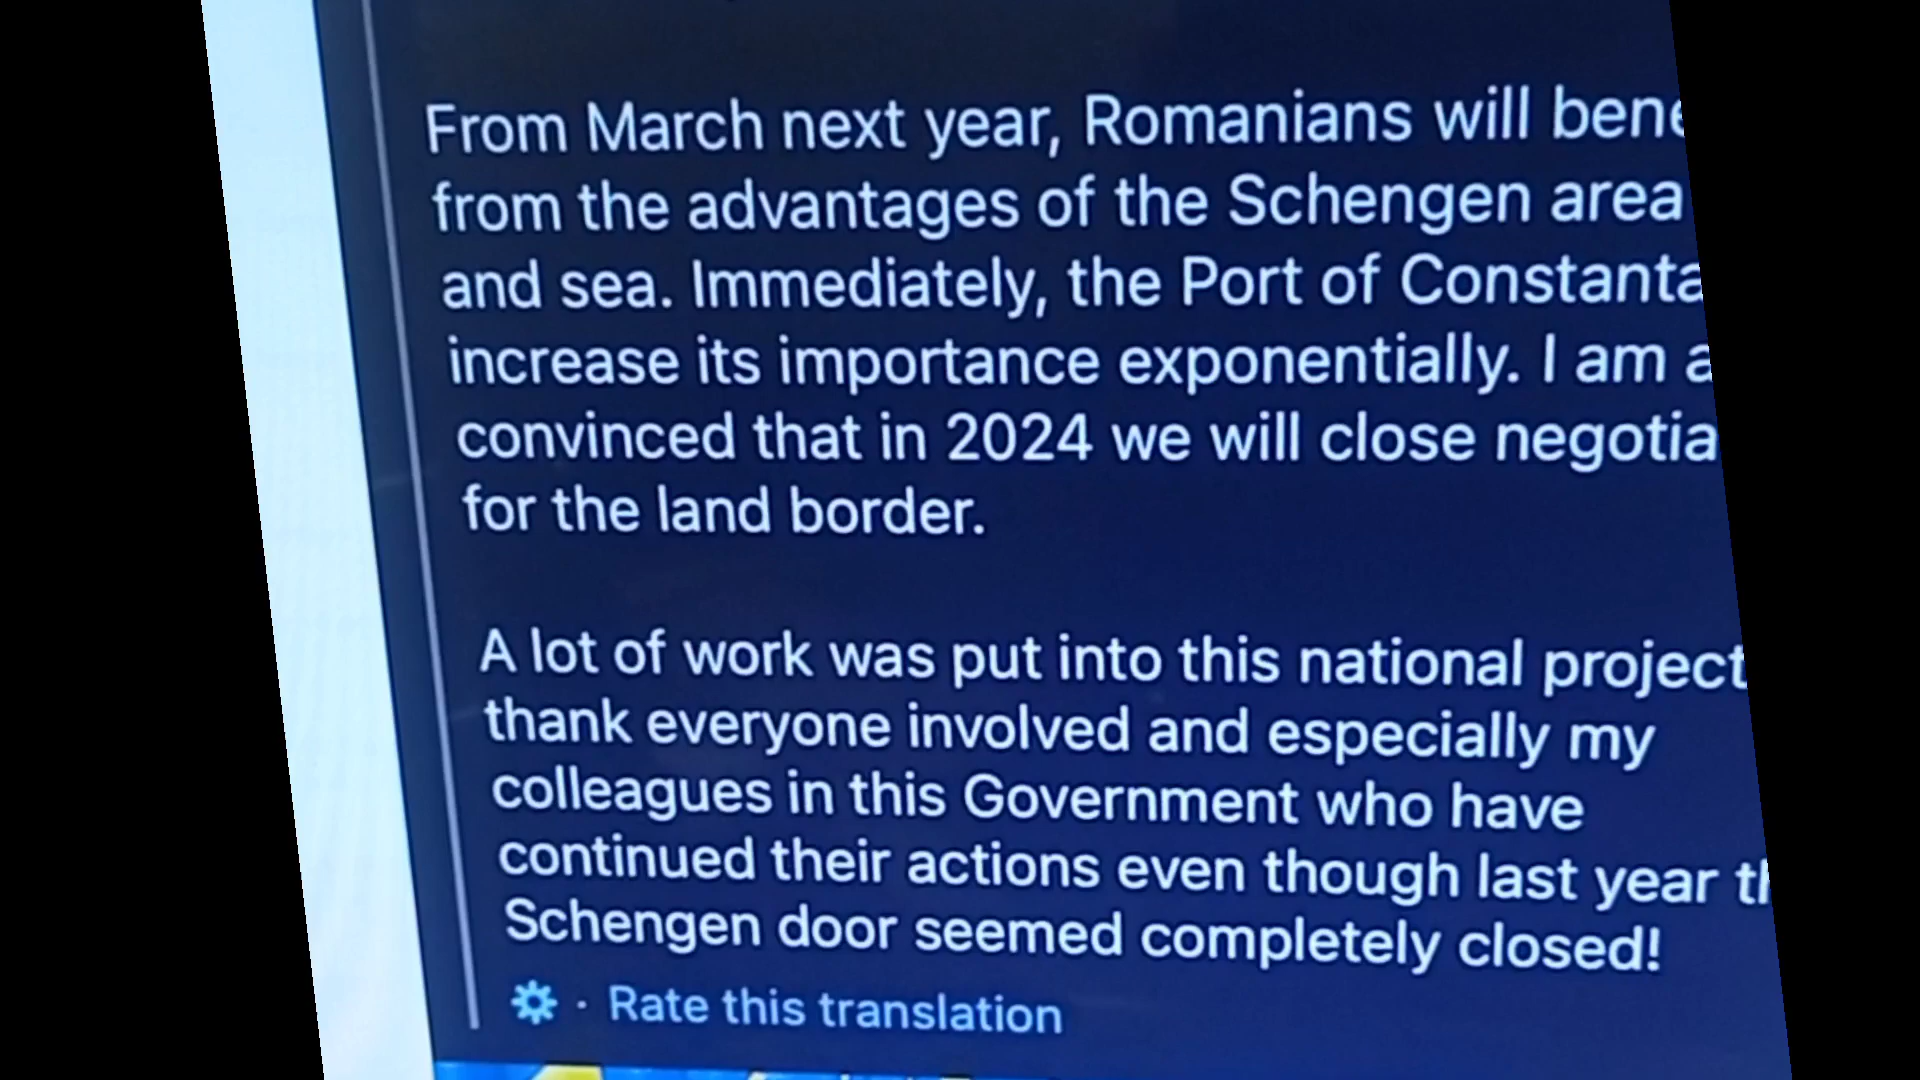 From March next year, Romanians will
from the advantages of the Schengen area
and sea. Immediately, the Port of Constanta
increase its importance exponentially. I am
convinced that in 2024 we will close
for the land border.
A lot of work was put into this national project
thank everyone involved and especially my
colleagues in this Government who have
continued their actions even though last year
Schengen door seemed completely closed!
· Rate this translation